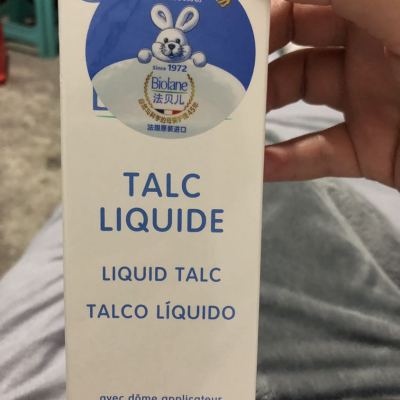 Since 1972
Biolane
法贝儿
法国原装进口
TALC
LIQUIDE
LIQUID TALC
TALCO LÍQUIDO
avec dôme applicateur